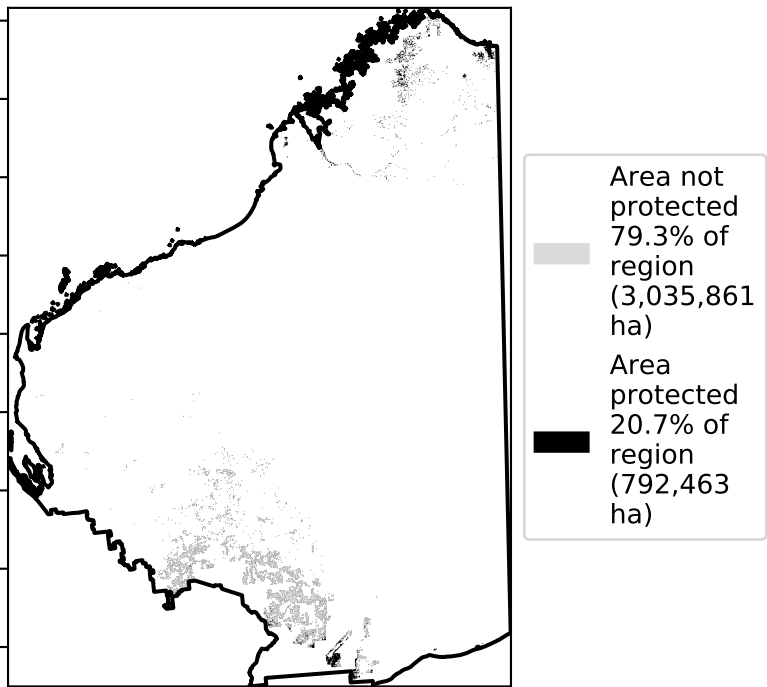 Area not
protected
79.3% of
region
(3,035,861
ha)
Area
protected
20.7% of
region
(792,463
ha)